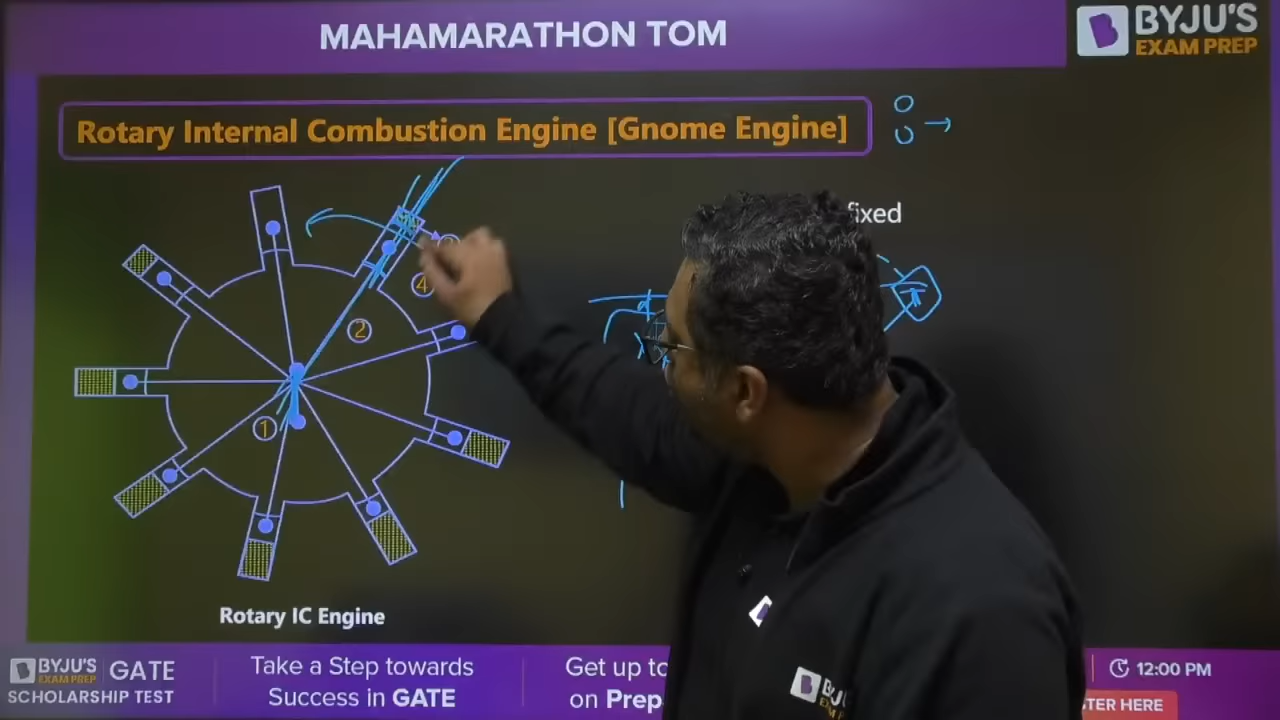 MAHAMARATHON TOM
BYJU'S
EXAM PREP
Rotary Internal Combustion Engine [Gnome Engine]
fixed
4
2
1
Rotary IC Engine
BYJU'S
EXAM PREP
GATE
SCHOLARSHIP TEST
Take a Step towards
Success in GATE
Get up to
on Prep
12:00 PM
TER HERE